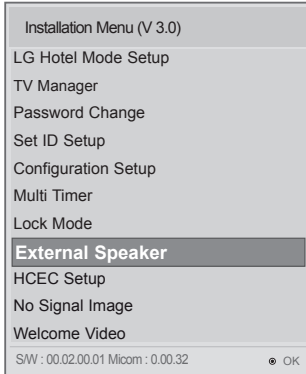 Installation Menu (V 3.0)
LG Hotel Mode Setup
TV Manager
Password Change
Set ID Setup
Configuration Setup
Multi Timer
Lock Mode
External Speaker
HCEC Setup
No Signal Image
Welcome Video
S/W : 00.02.00.01 Micom : 0.00.32 OK